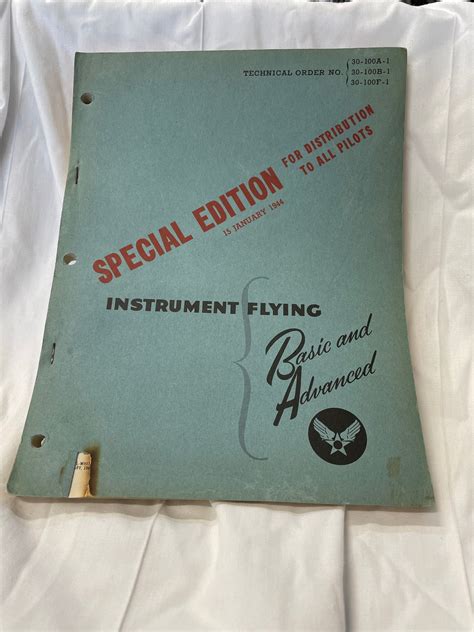 TECHNICAL ORDER NO.
30-100A-1
30-100B-1
30-100F-1
SPECIAL EDITION
FOR DISTRIBUTION
TO ALL PILOTS
15 JANUARY 1944
INSTRUMENT FLYING
Basic and
Advanced